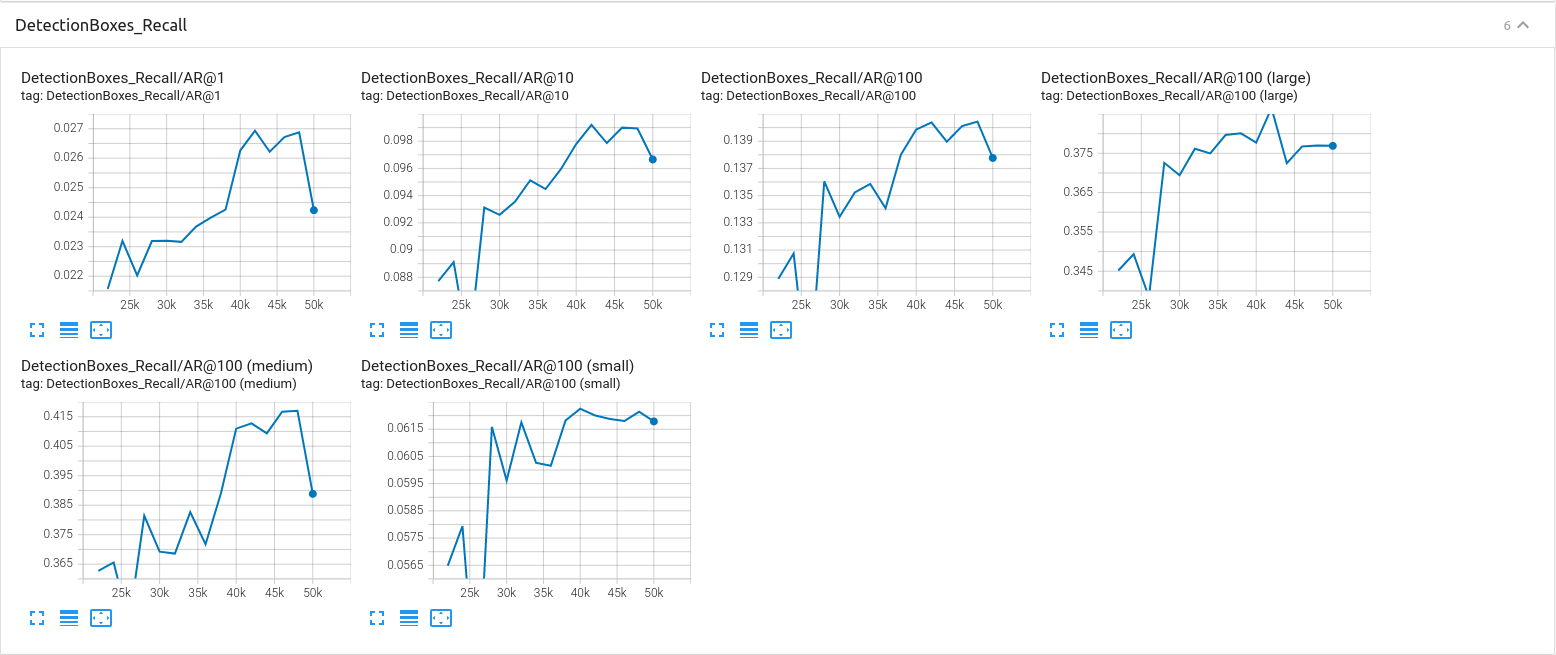 DetectionBoxes_Recall
6
DetectionBoxes_Recall/AR@1
tag: DetectionBoxes_Recall/AR@1
0.027
0.026
0.025
0.024
0.023
0.022
25k 30k 35k 40k 45k 50k
DetectionBoxes_Recall/AR@10
tag: DetectionBoxes_Recall/AR@10
0.098
0.096
0.094
0.092
0.09
0.088
25k 30k 35k 40k 45k 50k
DetectionBoxes_Recall/AR@100
tag: DetectionBoxes_Recall/AR@100
0.139
0.137
0.135
0.133
0.131
0.129
25k 30k 35k 40k 45k 50k
DetectionBoxes_Recall/AR@100 (large)
tag: DetectionBoxes_Recall/AR@100 (large)
0.375
0.365
0.355
0.345
25k 30k 35k 40k 45k 50k
DetectionBoxes_Recall/AR@100 (medium)
tag: DetectionBoxes_Recall/AR@100 (medium)
0.415
0.405
0.395
0.385
0.375
0.365
25k 30k 35k 40k 45k 50k
DetectionBoxes_Recall/AR@100 (small)
tag: DetectionBoxes_Recall/AR@100 (small)
0.0615
0.0605
0.0595
0.0585
0.0575
0.0565
25k 30k 35k 40k 45k 50k